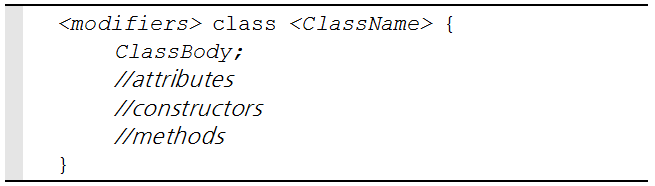 <modifiers> class <ClassName> {
ClassBody;
//attributes
//constructors
//methods
}